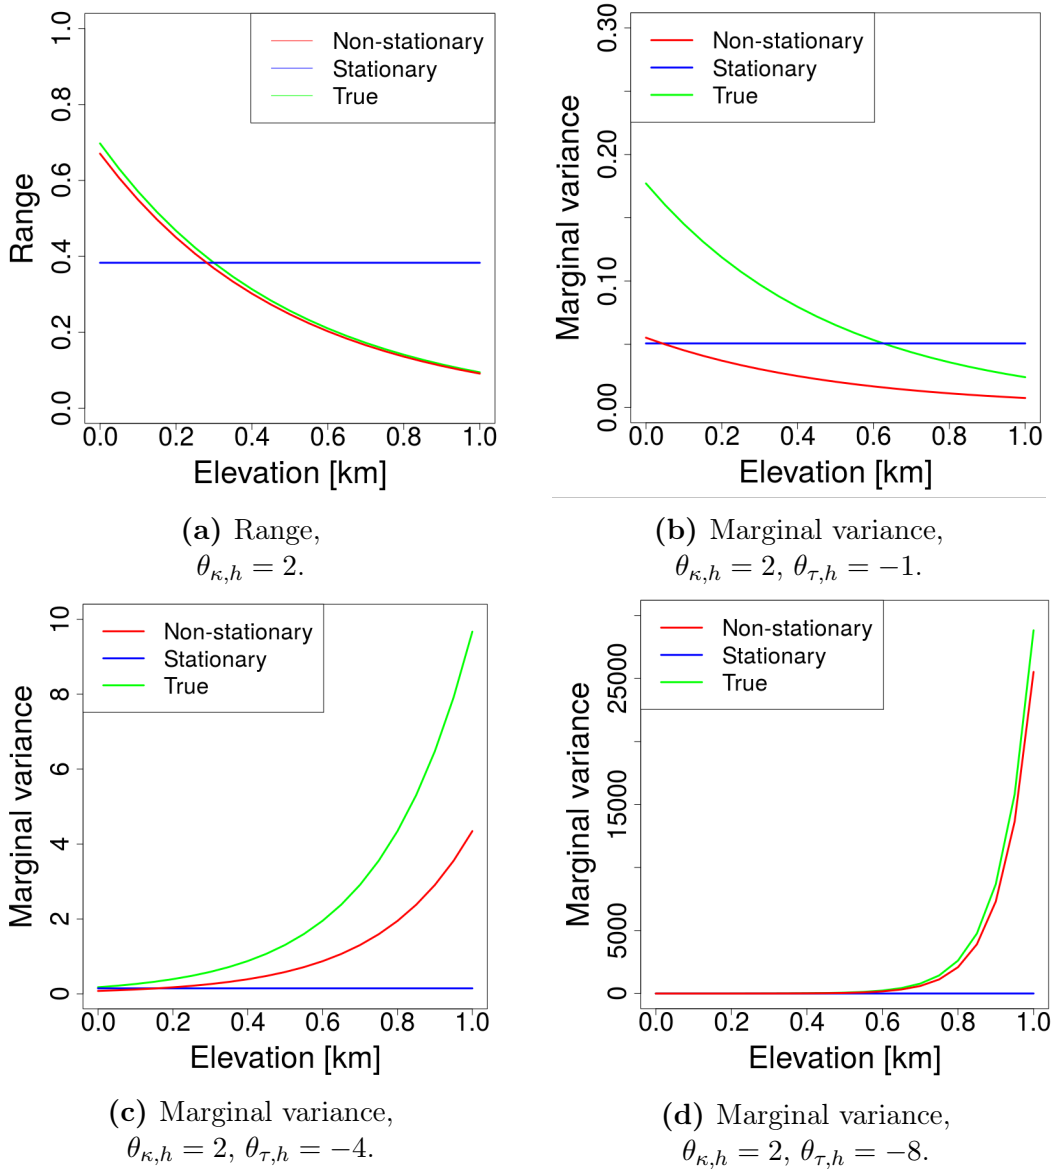 Non-stationary
Stationary
True
Range
0.0 0.2 0.4 0.6 0.8 1.0
0.0 0.2 0.4 0.6 0.8 1.0
Elevation [km]
(a) Range,
θκ,h = 2.
Non-stationary
Stationary
True
Marginal variance
0.00 0.10 0.20 0.30
0.0 0.2 0.4 0.6 0.8 1.0
Elevation [km]
(b) Marginal variance,
θκ,h = 2, θτ,h = −1.
Non-stationary
Stationary
True
Marginal variance
0 2 4 6 8 10
0.0 0.2 0.4 0.6 0.8 1.0
Elevation [km]
(c) Marginal variance,
θκ,h = 2, θτ,h = −4.
Non-stationary
Stationary
True
Marginal variance
0 5000 15000 25000
0.0 0.2 0.4 0.6 0.8 1.0
Elevation [km]
(d) Marginal variance,
θκ,h = 2, θτ,h = −8.